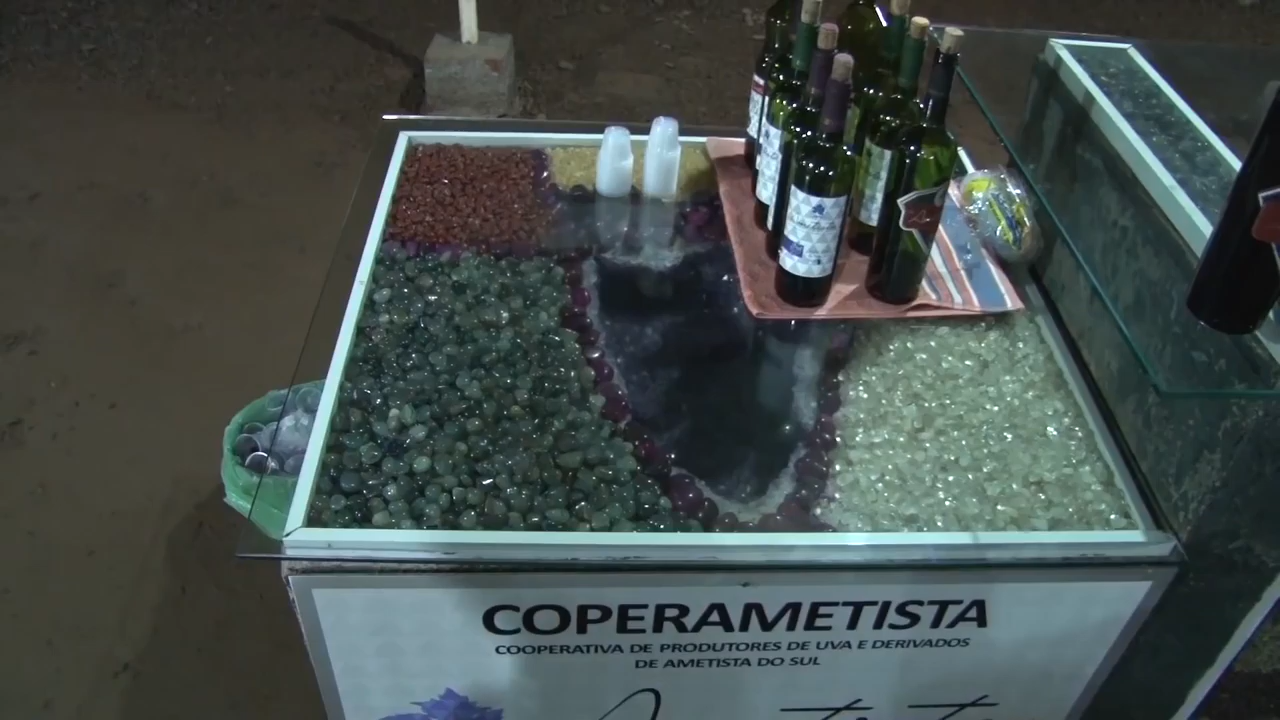 COPERAMETISTA
COOPERATIVA DE PRODUTORES DE UVA E DERIVADOS
DE AMETISTA DO SUL